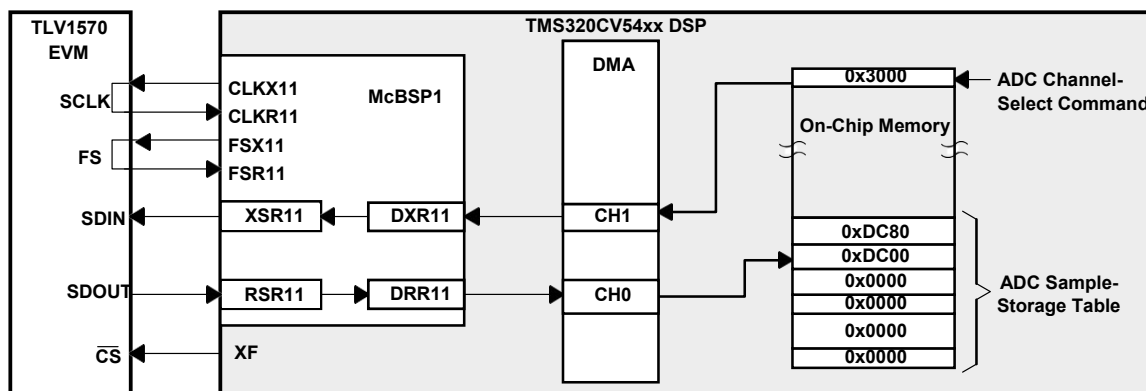 TLV1570
EVM
SCLK
FS
SDIN
SDOUT
CS
TMS320CV54xx DSP
McBSP1
CLKX11
CLKR11
FSX11
FSR11
XSR11
DXR11
RSR11
DRR11
XF
DMA
CH1
CH0
0x3000
On-Chip Memory
0xDC80
0xDC00
0x0000
0x0000
0x0000
0x0000
ADC Channel-
Select Command
ADC Sample-
Storage Table